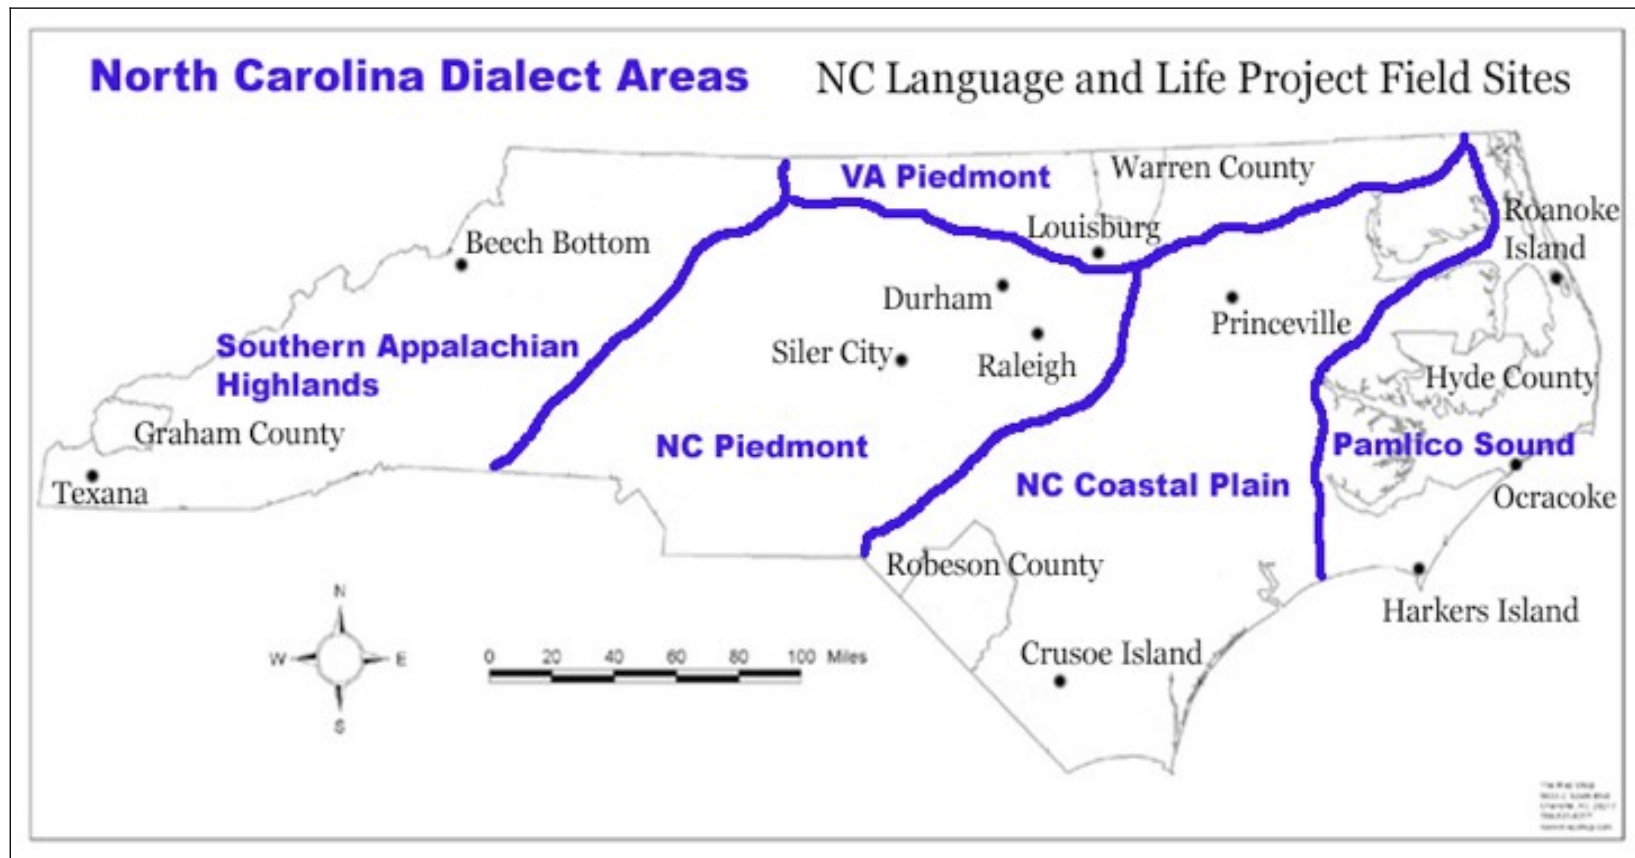 North Carolina Dialect Areas
NC Language and Life Project Field Sites
VA Piedmont
Warren County
Louisburg
Roanoke
Island
Beech Bottom
Durham
Princeville
Southern Appalachian
Highlands
Siler City
Raleigh
Hyde County
Graham County
NC Piedmont
Pamlico Sound
NC Coastal Plain
Texana
Ocracoke
Robeson County
Harkers Island
Crusoe Island
N
W
E
S
0 20 40 60 80 100 Miles